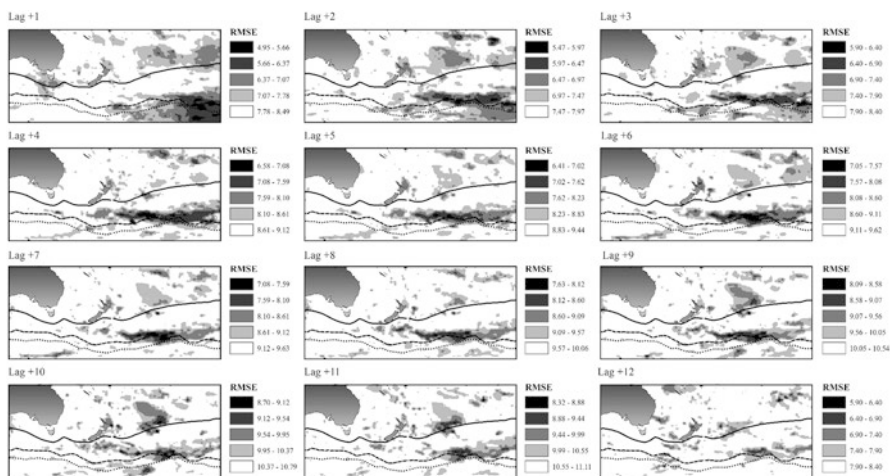 Lag +1
RMSE
4.95 - 5.66
5.66 - 6.37
6.37 - 7.07
7.07 - 7.78
7.78 - 8.49
Lag +2
RMSE
5.47 - 5.97
5.97 - 6.47
6.47 - 6.97
6.97 - 7.47
7.47 - 7.97
Lag +3
RMSE
5.90 - 6.40
6.40 - 6.90
6.90 - 7.40
7.40 - 7.90
7.90 - 8.40
Lag +4
RMSE
6.58 - 7.08
7.08 - 7.59
7.59 - 8.10
8.10 - 8.61
8.61 - 9.12
Lag +5
RMSE
6.41 - 7.02
7.02 - 7.62
7.62 - 8.23
8.23 - 8.83
8.83 - 9.44
Lag +6
RMSE
7.05 - 7.57
7.57 - 8.08
8.08 - 8.60
8.60 - 9.11
9.11 - 9.62
Lag +7
RMSE
7.08 - 7.59
7.59 - 8.10
8.10 - 8.61
8.61 - 9.12
9.12 - 9.63
Lag +8
RMSE
7.63 - 8.12
8.12 - 8.60
8.60 - 9.09
9.09 - 9.57
9.57 - 10.06
Lag +9
RMSE
8.09 - 8.58
8.58 - 9.07
9.07 - 9.56
9.56 - 10.05
10.05 - 10.54
Lag +10
RMSE
8.70 - 9.12
9.12 - 9.54
9.54 - 9.95
9.95 - 10.37
10.37 - 10.79
Lag +11
RMSE
8.32 - 8.88
8.88 - 9.44
9.44 - 9.99
9.99 - 10.55
10.55 - 11.11
Lag +12
RMSE
5.90 - 6.40
6.40 - 6.90
6.90 - 7.40
7.40 - 7.90
7.90 - 8.40